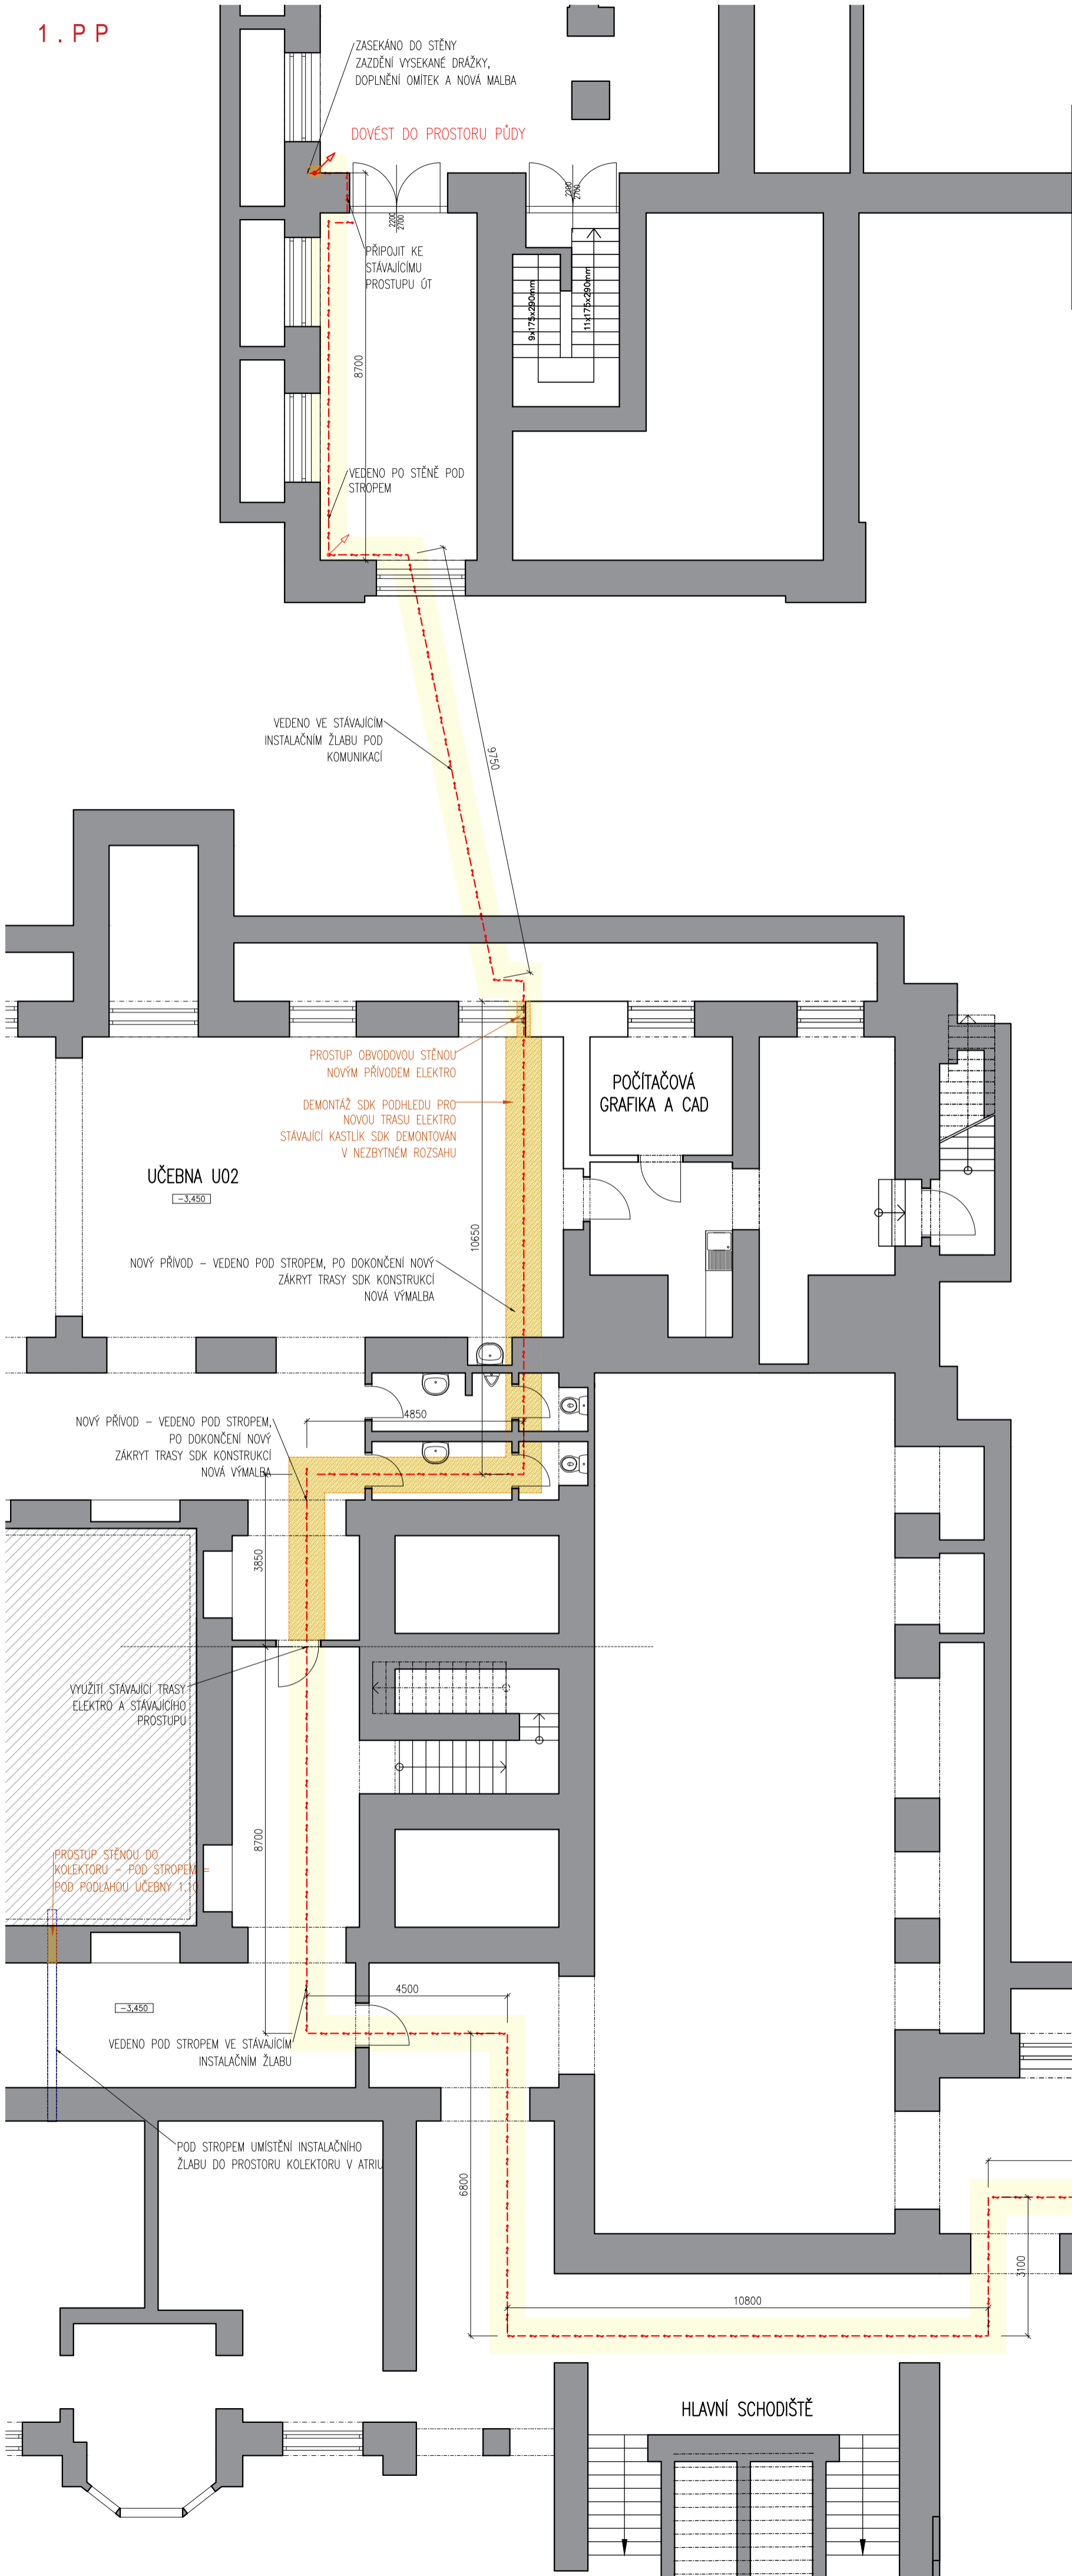 1.PP
ZASEKÁNO DO STĚNY
ZAZDĚNÍ VYSEKANÉ DRÁŽKY,
DOPLNĚNÍ OMÍTEK A NOVÁ MALBA
DOVÉST DO PROSTORU PŮDY
2200
2700
2200
2700
PŘIPOJIT KE
STÁVAJÍCÍMU
PROSTUPU ÚT
9x175x290mm
11x175x290mm
8700
VEDENO PO STĚNĚ POD
STROPEM
VEDENO VE STÁVAJÍCÍM
INSTALAČNÍM ŽLABU POD
KOMUNIKACÍ
9750
PROSTUP OBVODOVOU STĚNOU
NOVÝM PŘÍVODEM ELEKTRO
DEMONTÁŽ SDK PODHLEDU PRO
NOVOU TRASU ELEKTRO
STÁVAJÍCÍ KASTLÍK SDK DEMONTOVÁN
V NEZBYTNÉM ROZSAHU
POČÍTAČOVÁ
GRAFIKA A CAD
UČEBNA U02
-3,450
10650
NOVÝ PŘÍVOD – VEDENO POD STROPEM, PO DOKONČENÍ NOVÝ
ZÁKRYT TRASY SDK KONSTRUKCÍ
NOVÁ VÝMALBA
4850
NOVÝ PŘÍVOD – VEDENO POD STROPEM,
PO DOKONČENÍ NOVÝ
ZÁKRYT TRASY SDK KONSTRUKCÍ
NOVÁ VÝMALBA
3850
VYUŽITÍ STÁVAJÍCÍ TRASY
ELEKTRO A STÁVAJÍCÍHO
PROSTUPU
8700
PROSTUP STĚNOU DO
KOLEKTORU – POD STROPEM =
POD PODLAHOU UČEBNY 1.10
4500
-3,450
VEDENO POD STROPEM VE STÁVAJÍCÍM
INSTALAČNÍM ŽLABU
POD STROPEM UMÍSTĚNÍ INSTALAČNÍHO
ŽLABU DO PROSTORU KOLEKTORU V ATRIU
6800
3100
10800
HLAVNÍ SCHODIŠTĚ